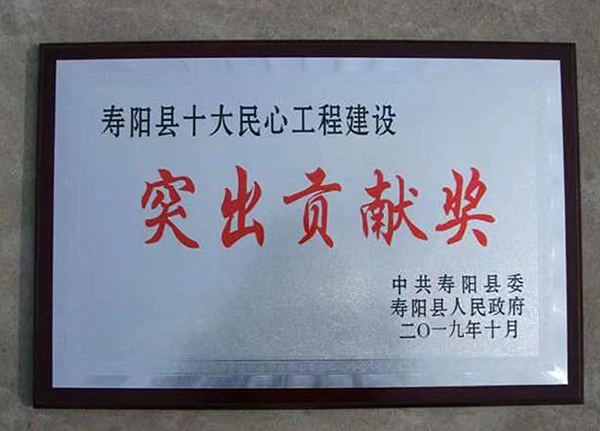 寿阳县十大民心工程建设
突出贡献奖
中共寿阳县委
寿阳县人民政府
二〇一九年十月